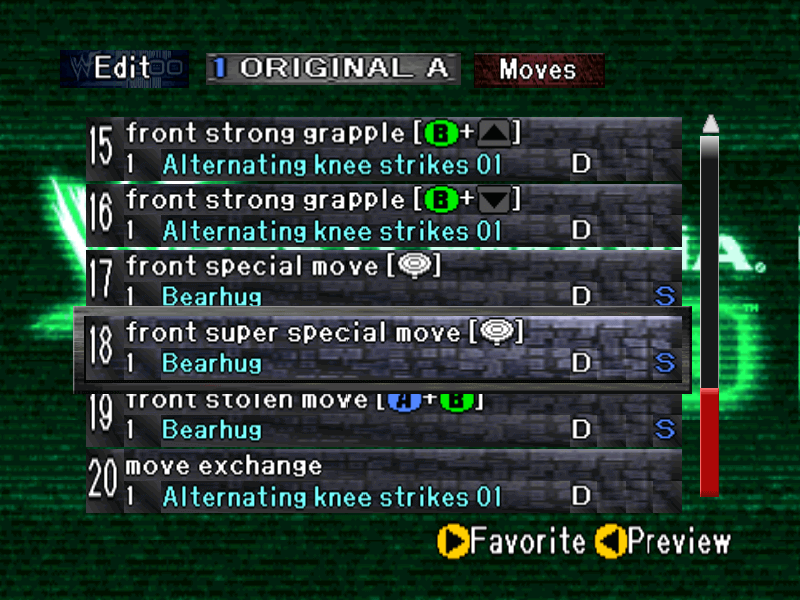 Edit 1 ORIGINAL A Moves
15 front strong grapple [B+▲]
1 Alternating knee strikes 01 D
16 front strong grapple [B+▼]
1 Alternating knee strikes 01 D
17 front special move [ ]
1 Bearhug D S
18 front super special move [ ]
1 Bearhug D S
19 front stolen move [A+B]
1 Bearhug D S
20 move exchange
1 Alternating knee strikes 01 D
Favorite Preview